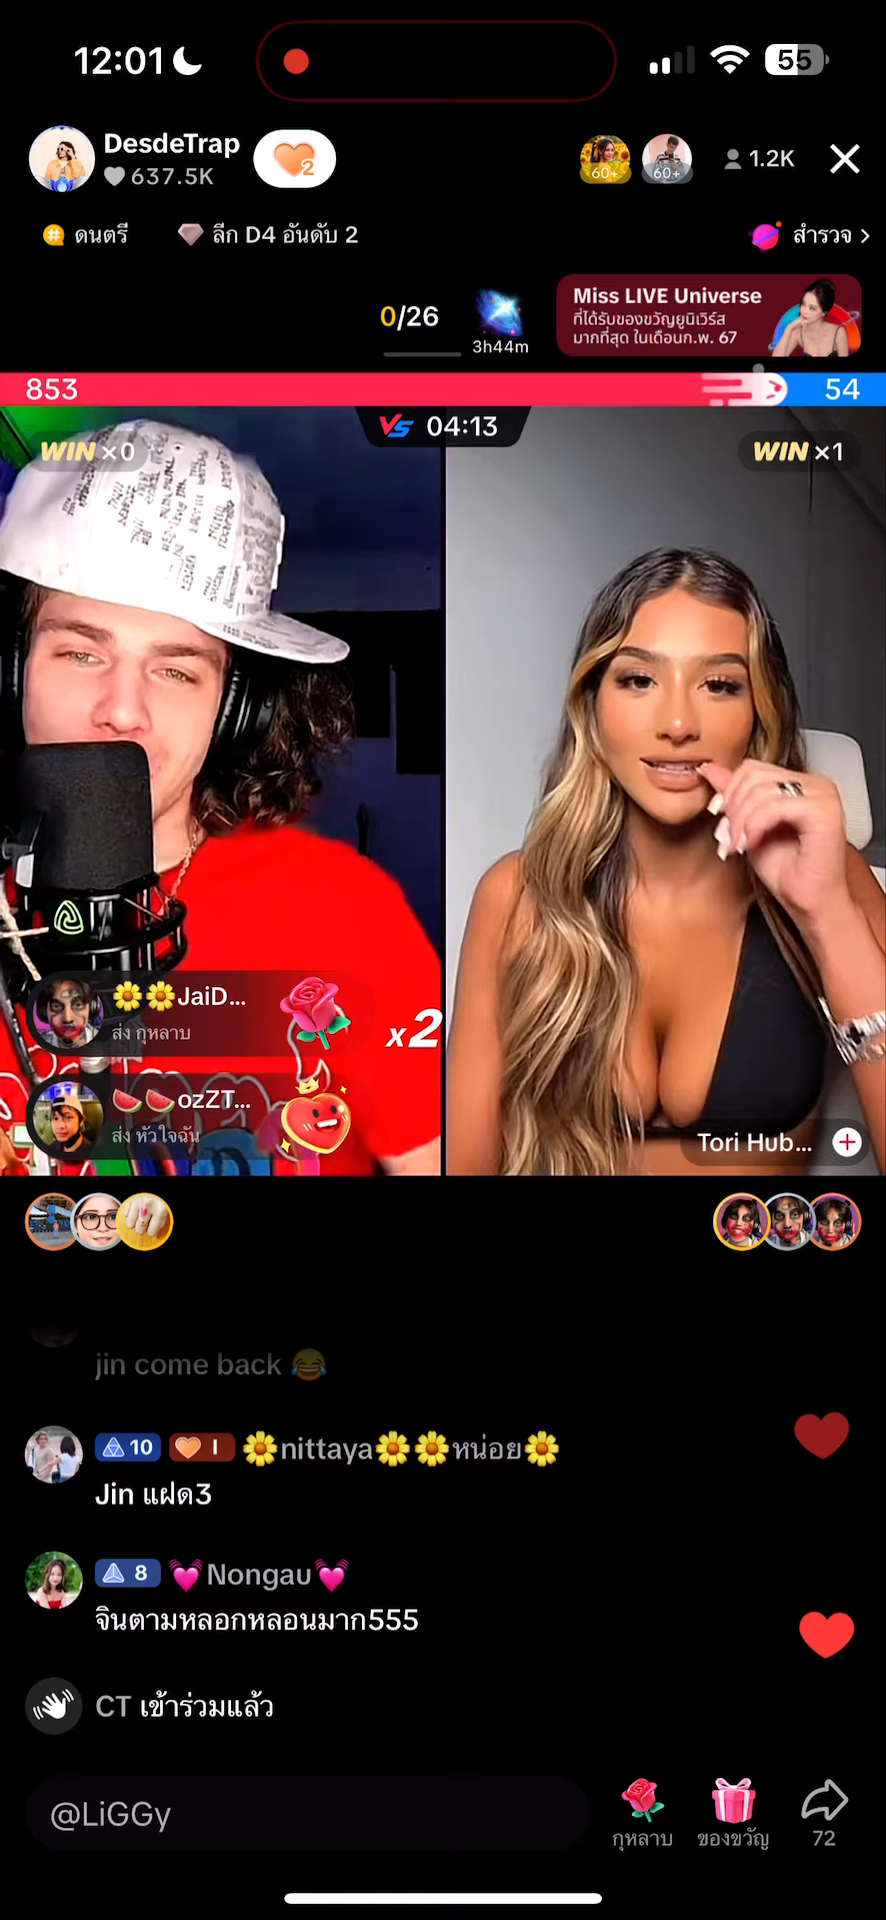 12:01
55
DesdeTrap
637.5K
2
60+
60+
1.2K
ดนตรี
ลีก D4 อันดับ 2
สำรวจ
0/26
3h44m
Miss LIVE Universe
ที่ได้รับของขวัญยูนิเวิร์ส
มากที่สุด ในเดือนก.พ. 67
853
54
VS 04:13
WIN ×0
WIN ×1
JaiD...
ส่ง กุหลาบ
x2
ozZT...
ส่ง หัวใจฉัน
Tori Hub...
jin come back 😂
10 I 🌼nittaya🌼🌼หน่อย🌼
Jin แฝด3
8 💓Nongau💓
จินตามหลอกหลอนมาก555
CT เข้าร่วมแล้ว
@LiGGy
กุหลาบ
ของขวัญ
72